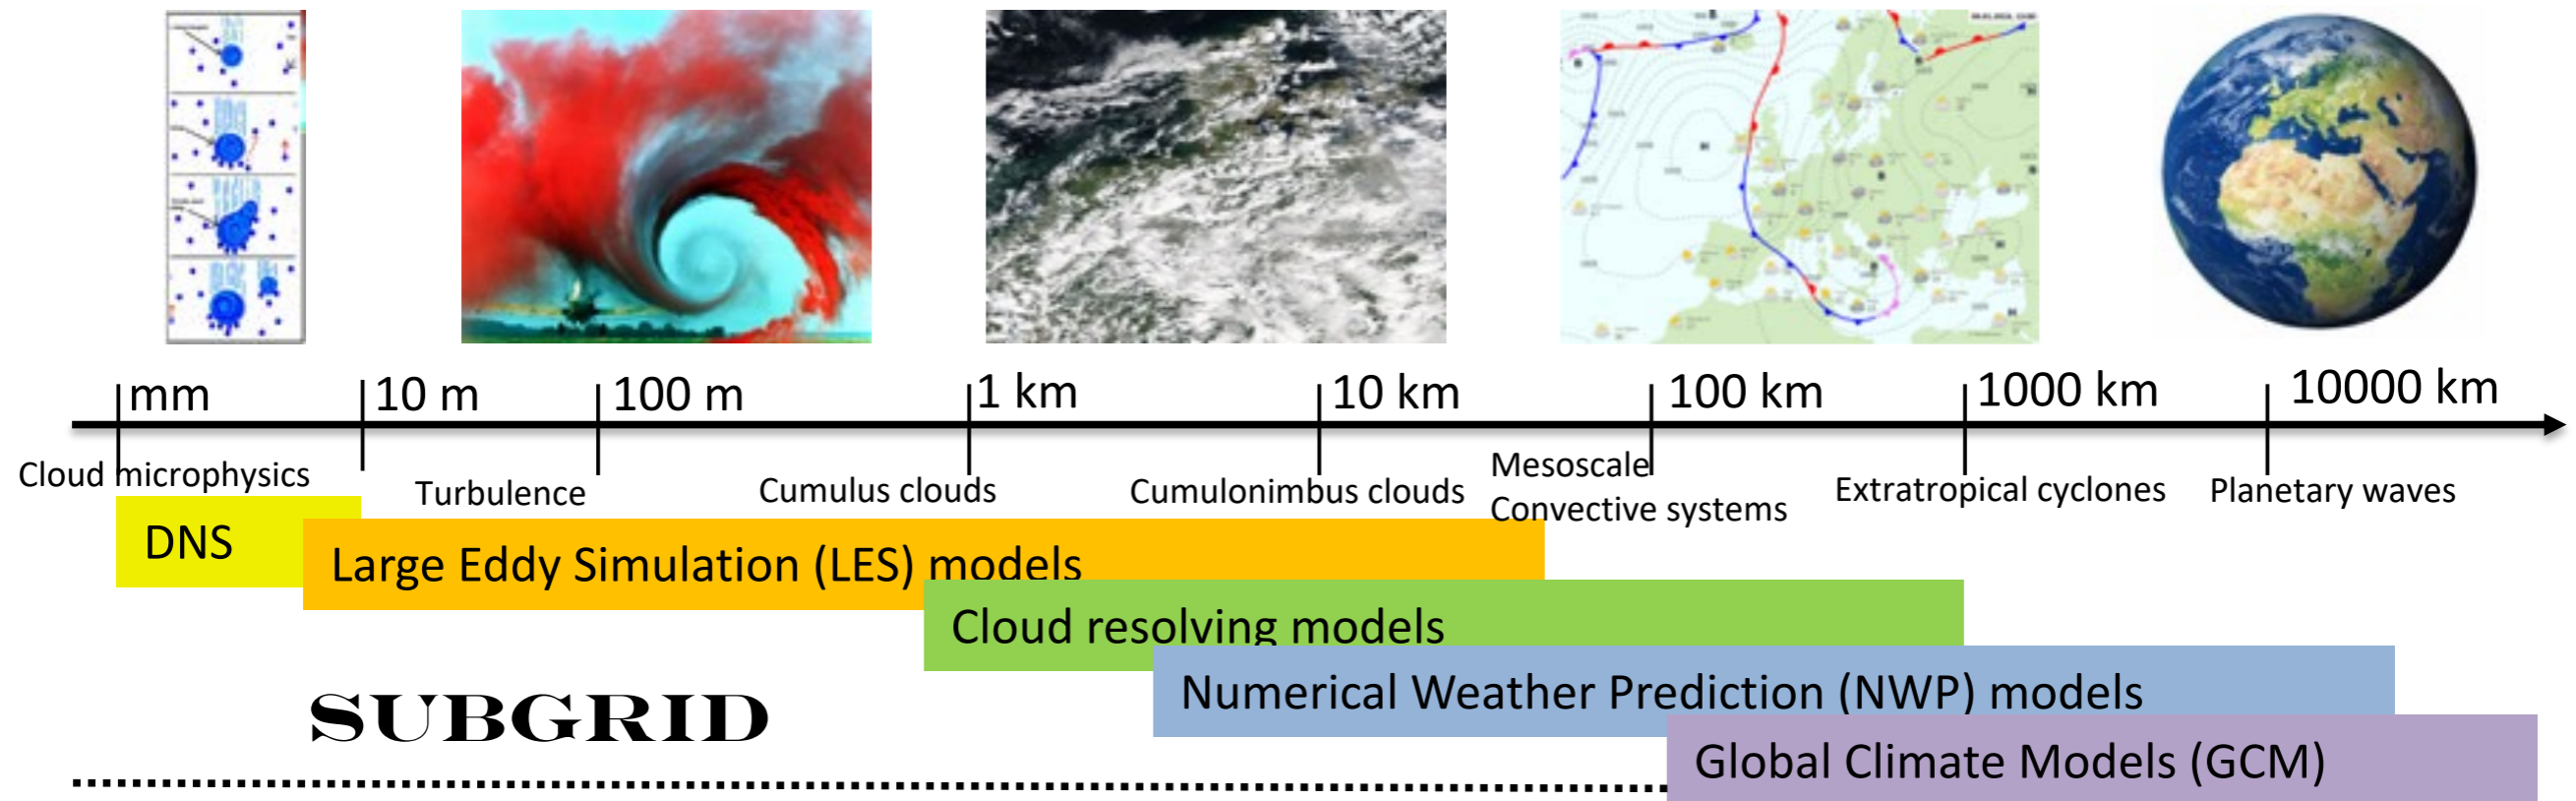 mm
10 m
100 m
1 km
10 km
100 km
1000 km
10000 km
Cloud microphysics
Turbulence
Cumulus clouds
Cumulonimbus clouds
Mesoscale
Convective systems
Extratropical cyclones
Planetary waves
DNS
Large Eddy Simulation (LES) models
Cloud resolving models
Numerical Weather Prediction (NWP) models
SUBGRID
Global Climate Models (GCM)